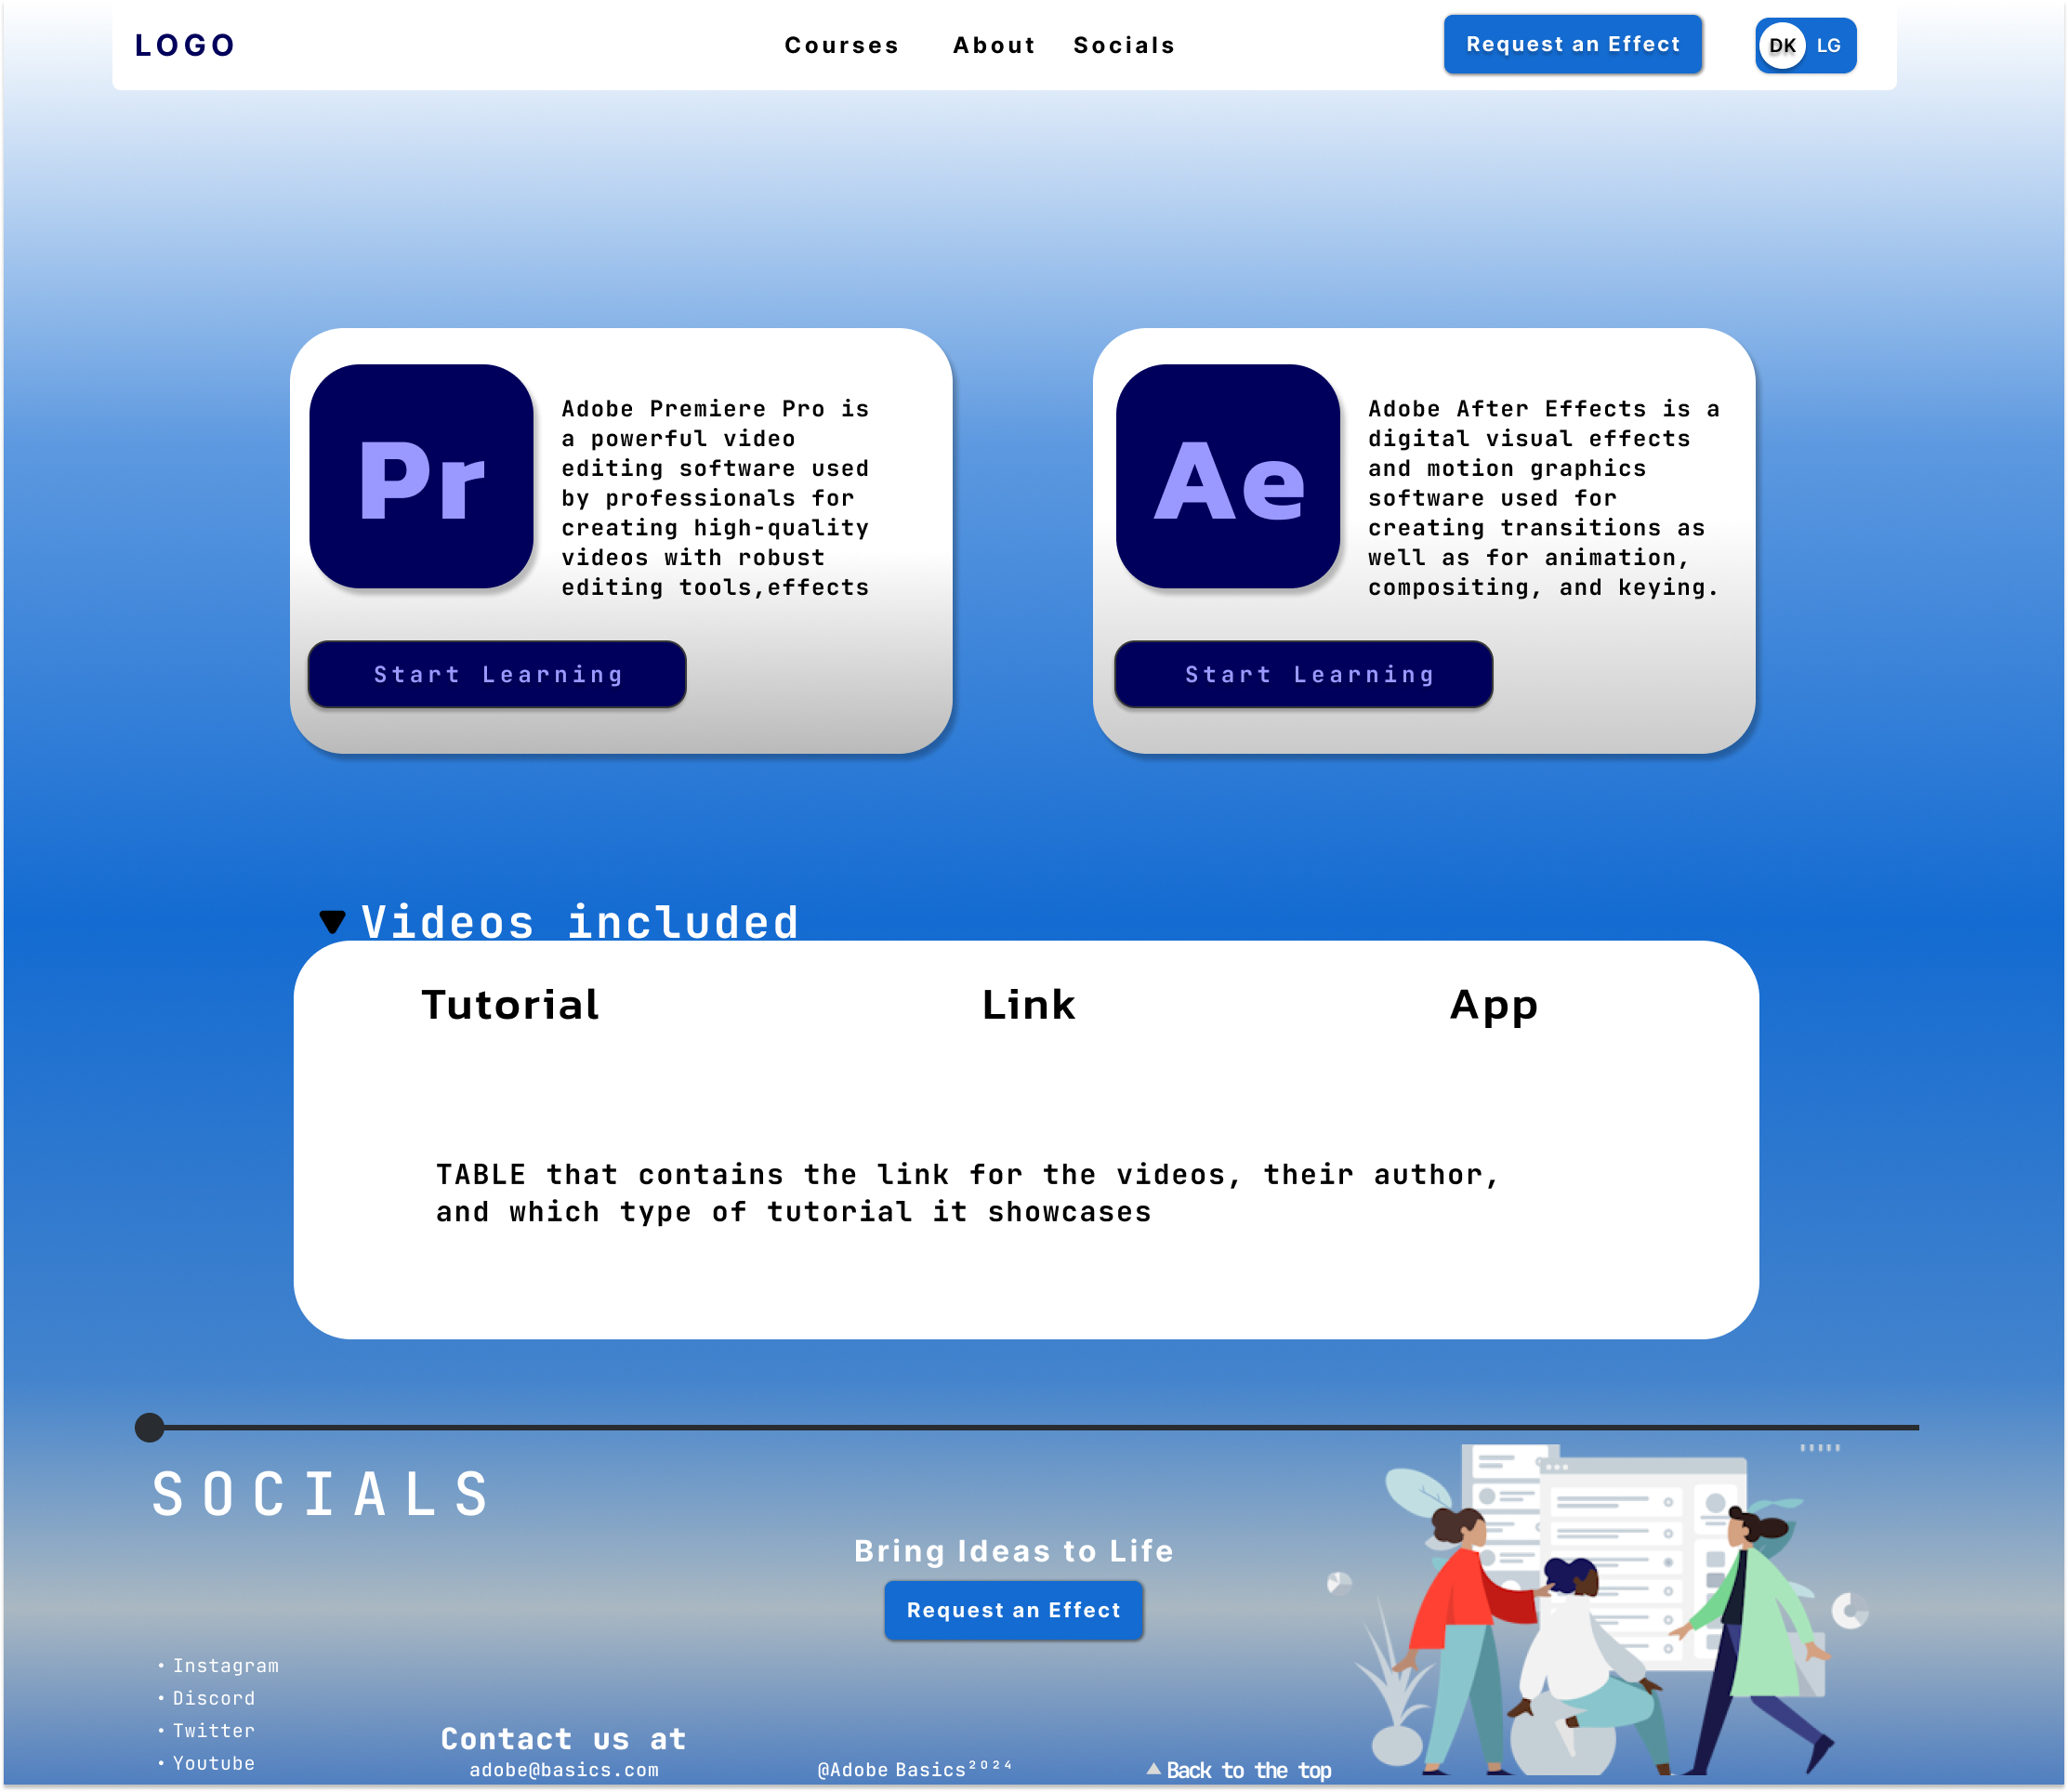 LOGO
Courses About Socials
Request an Effect
DK LG
Pr
Adobe Premiere Pro is
a powerful video
editing software used
by professionals for
creating high-quality
videos with robust
editing tools,effects
Start Learning
Ae
Adobe After Effects is a
digital visual effects
and motion graphics
software used for
creating transitions as
well as for animation,
compositing, and keying.
Start Learning
Videos included
Tutorial Link App
TABLE that contains the link for the videos, their author,
and which type of tutorial it showcases
SOCIALS
Bring Ideas to Life
Request an Effect
• Instagram
• Discord
• Twitter
• Youtube
Contact us at
adobe@basics.com
@Adobe Basics²⁰²⁴
Back to the top